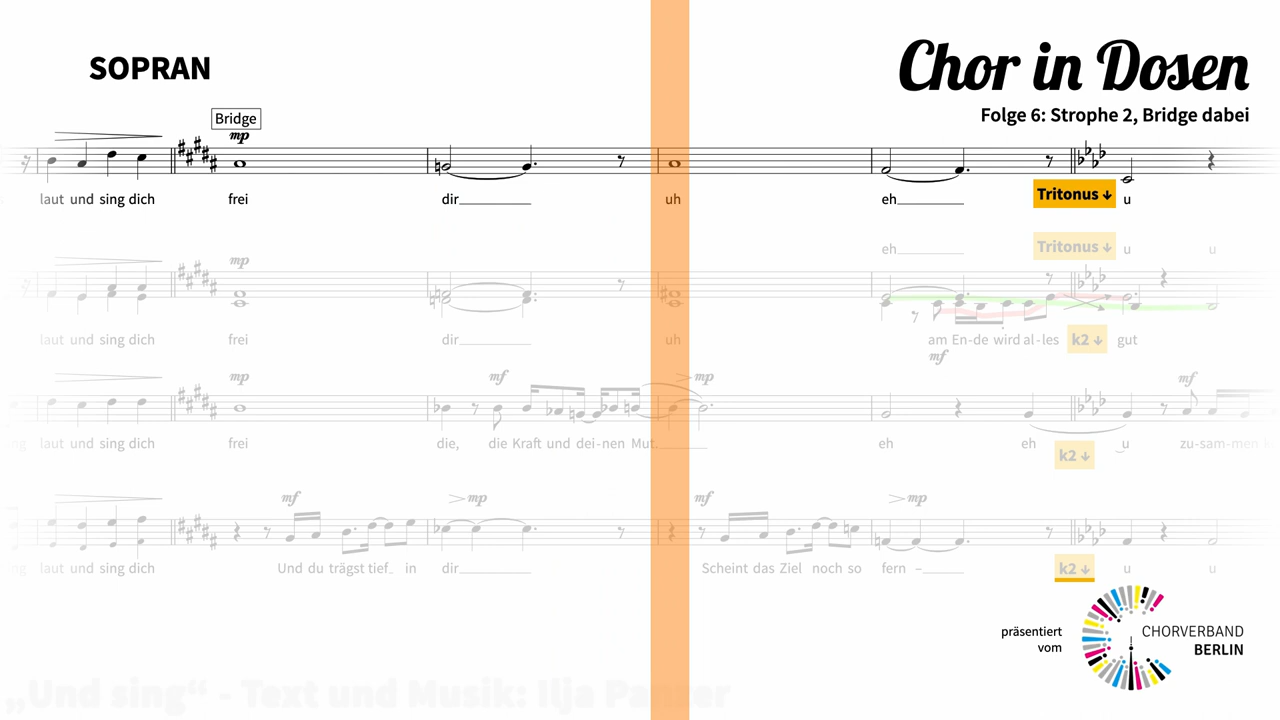 SOPRAN
Chor in Dosen
Folge 6: Strophe 2, Bridge dabei
Bridge
mp
laut und sing dich frei dir uh eh Tritonus ↓ u
eh Tritonus ↓ u u
mp
laut und sing dich frei dir uh am En-de wird al-les k2 ↓ gut
mf
mp mf > mp mf
laut und sing dich frei die, die Kraft und dei-nen Mut. eh eh u zu-sam-men
k2 ↓
mf > mp mf > mp
laut und sing dich Und du trägst tief in dir Scheint das Ziel noch so fern – k2 ↓ u u
präsentiert
vom
CHORVERBAND
BERLIN
„Und sing“ - Text und Musik: Ilja Panzer